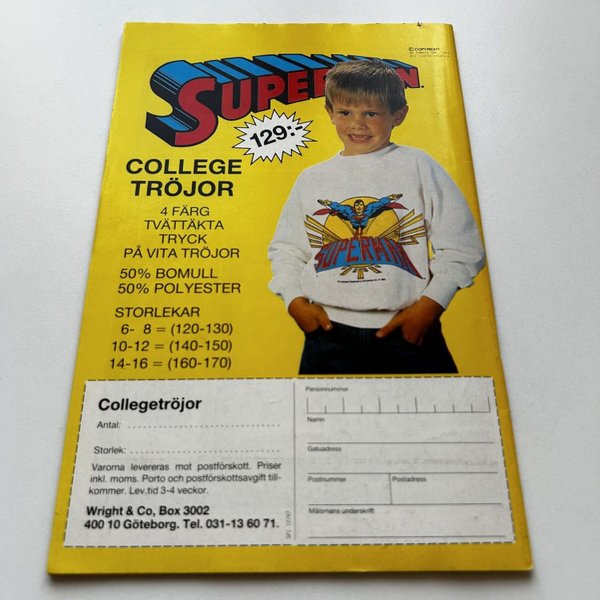 © COPYRIGHT
SUPERMAN
129:-
COLLEGE
TRÖJOR
4 FÄRG
TVÄTTÄKTA
TRYCK
PÅ VITA TRÖJOR
50% BOMULL
50% POLYESTER
STORLEKAR
6- 8 = (120-130)
10-12 = (140-150)
14-16 = (160-170)
SUPERMAN
Collegetröjor
Antal:
Storlek:
Varorna levereras mot postförskott. Priser
inkl. moms. Porto och postförskottsavgift till-
kommer. Lev.tid 3-4 veckor.
Wright & Co, Box 3002
400 10 Göteborg. Tel. 031-13 60 71.
Personnummer
Namn
Gatuadress
Postnummer Postadress
Målsmans underskrift